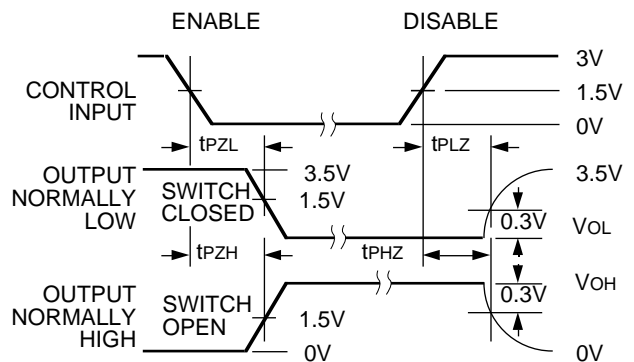 ENABLE DISABLE
3V
CONTROL INPUT
1.5V
0V
tPZL tPLZ
OUTPUT NORMALLY LOW
SWITCH CLOSED
3.5V
1.5V
3.5V
0.3V
VOL
tPZH tPHZ
OUTPUT NORMALLY HIGH
SWITCH OPEN
1.5V
0V
0.3V
VOH
0V